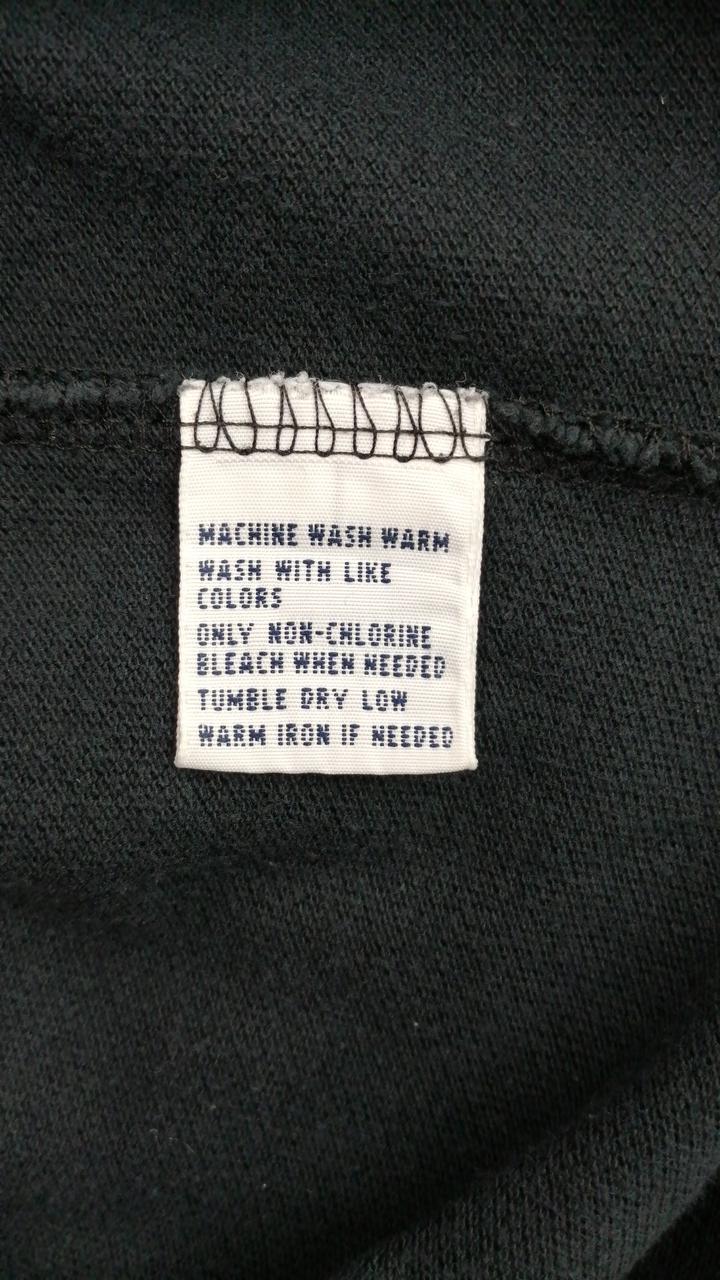 MACHINE WASH WARM
WASH WITH LIKE
COLORS
ONLY NON-CHLORINE
BLEACH WHEN NEEDED
TUMBLE DRY LOW
WARM IRON IF NEEDED